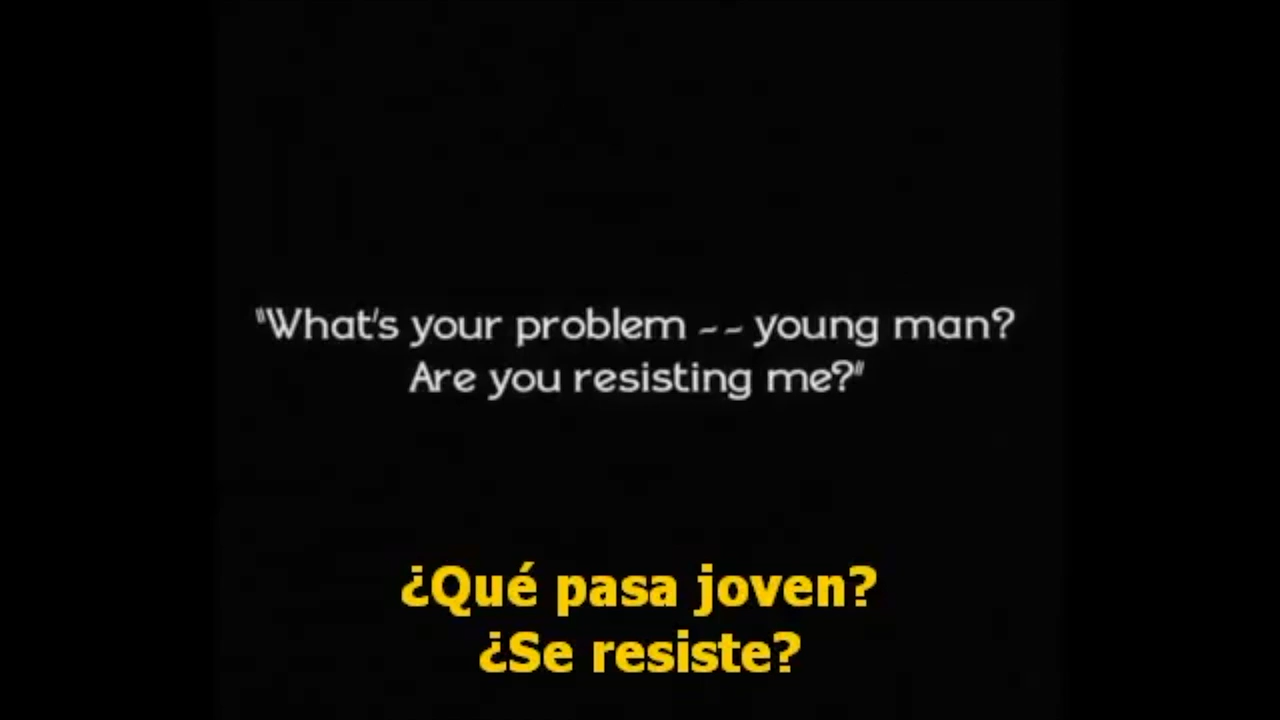 "What's your problem -- young man?
Are you resisting me?"
¿Qué pasa joven?
¿Se resiste?